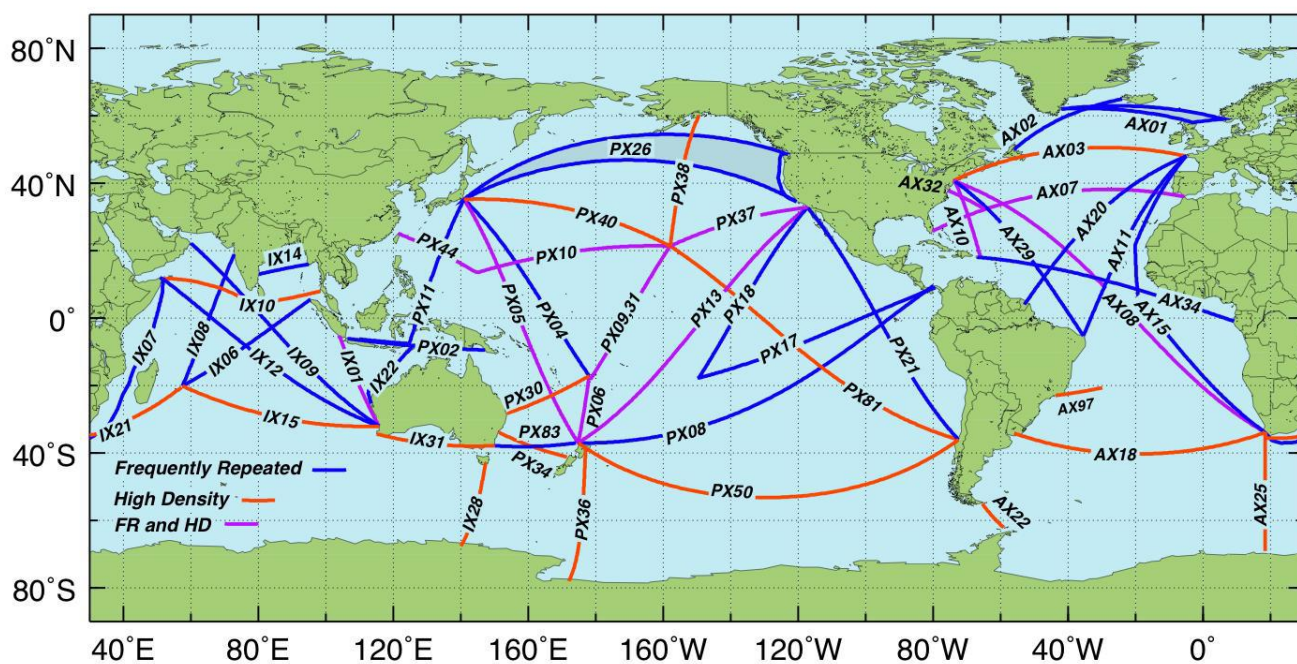 80°N
40°N
0°
40°S
80°S
40°E
80°E
120°E
160°E
160°W
120°W
80°W
40°W
0°
AX02
AX01
PX26
AX03
PX38
AX32
AX07
PX40
PX37
AX20
AX10
PX44
PX10
AX29
AX11
IX14
IX10
PX11
PX05
PX04
PX09,31
PX13
PX18
AX08
AX15
AX34
IX07
IX08
IX06
IX12
IX09
IX01
IX22
PX02
PX17
PX21
PX30
PX06
PX81
AX97
IX21
IX15
IX31
PX83
PX34
PX08
AX18
Frequently Repeated
High Density
FR and HD
IX28
PX36
PX50
AX22
AX25